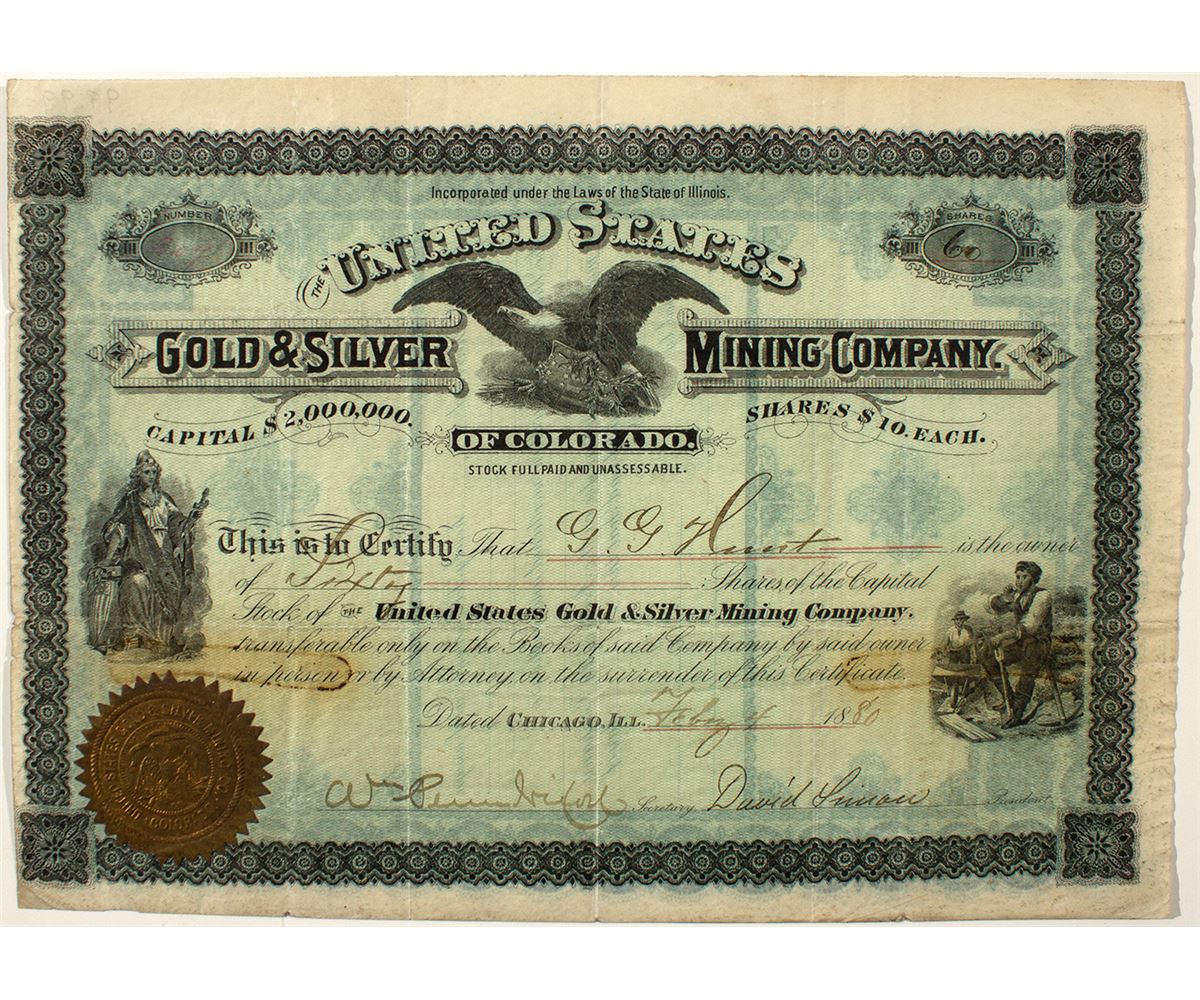 Incorporated under the Laws of the State of Illinois.
NUMBER
SHARES
60
THE UNITED STATES
GOLD & SILVER MINING COMPANY.
CAPITAL $2,000,000.
SHARES $10. EACH.
OF COLORADO.
STOCK FULL PAID AND UNASSESSABLE.
This is to Certify That G. G. Hunt is the owner
of Sixty Shares of the Capital
Stock of THE United States Gold & Silver Mining Company.
transferable only on the Books of said Company by said owner
in person or by Attorney, on the surrender of this Certificate.
Dated CHICAGO, ILL. Feby 4 1880
Wm Secretary. David Simon President.